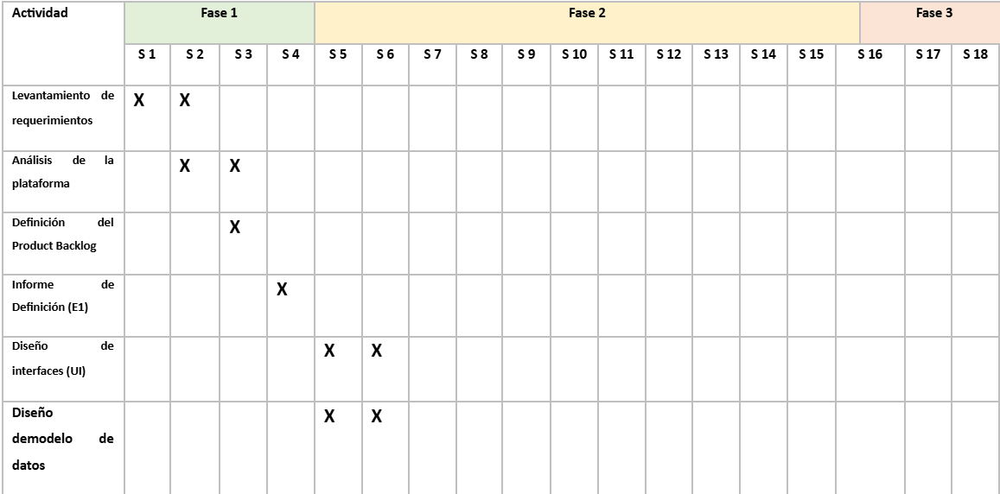 Actividad Fase 1 Fase 2 Fase 3
S 1 S 2 S 3 S 4 S 5 S 6 S 7 S 8 S 9 S 10 S 11 S 12 S 13 S 14 S 15 S 16 S 17 S 18
Levantamiento de X X
requerimientos
Análisis de la X X
plataforma
Definición del X
Product Backlog
Informe de X
Definición (E1)
Diseño de X X
interfaces (UI)
Diseño X X
demodelo de
datos